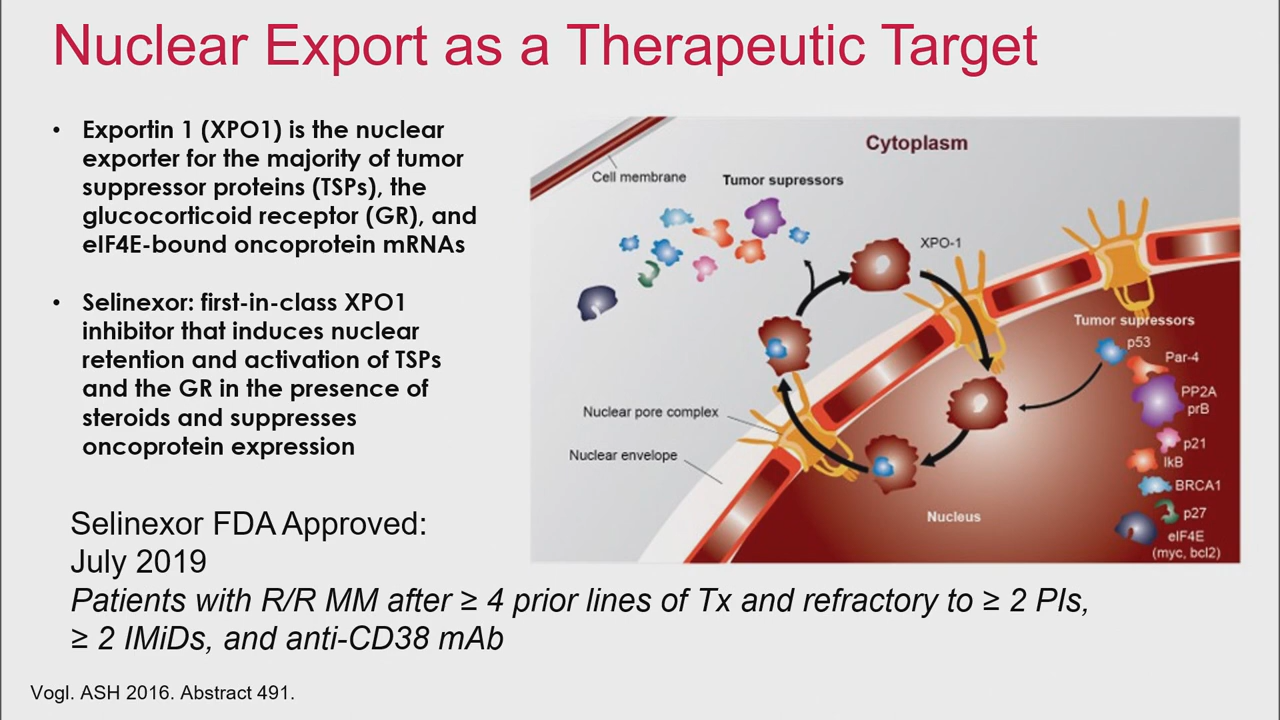 Nuclear Export as a Therapeutic Target
• Exportin 1 (XPO1) is the nuclear
exporter for the majority of tumor
suppressor proteins (TSPs), the
glucocorticoid receptor (GR), and
eIF4E-bound oncoprotein mRNAs
• Selinexor: first-in-class XPO1
inhibitor that induces nuclear
retention and activation of TSPs
and the GR in the presence of
steroids and suppresses
oncoprotein expression
Cytoplasm
Cell membrane
Tumor supressors
XPO-1
Tumor supressors
p53
Par-4
PP2A
prB
p21
IkB
BRCA1
p27
eIF4E
(myc, bcl2)
Nuclear pore complex
Nuclear envelope
Nucleus
Selinexor FDA Approved:
July 2019
Patients with R/R MM after ≥ 4 prior lines of Tx and refractory to ≥ 2 PIs,
≥ 2 IMiDs, and anti-CD38 mAb
Vogl. ASH 2016. Abstract 491.